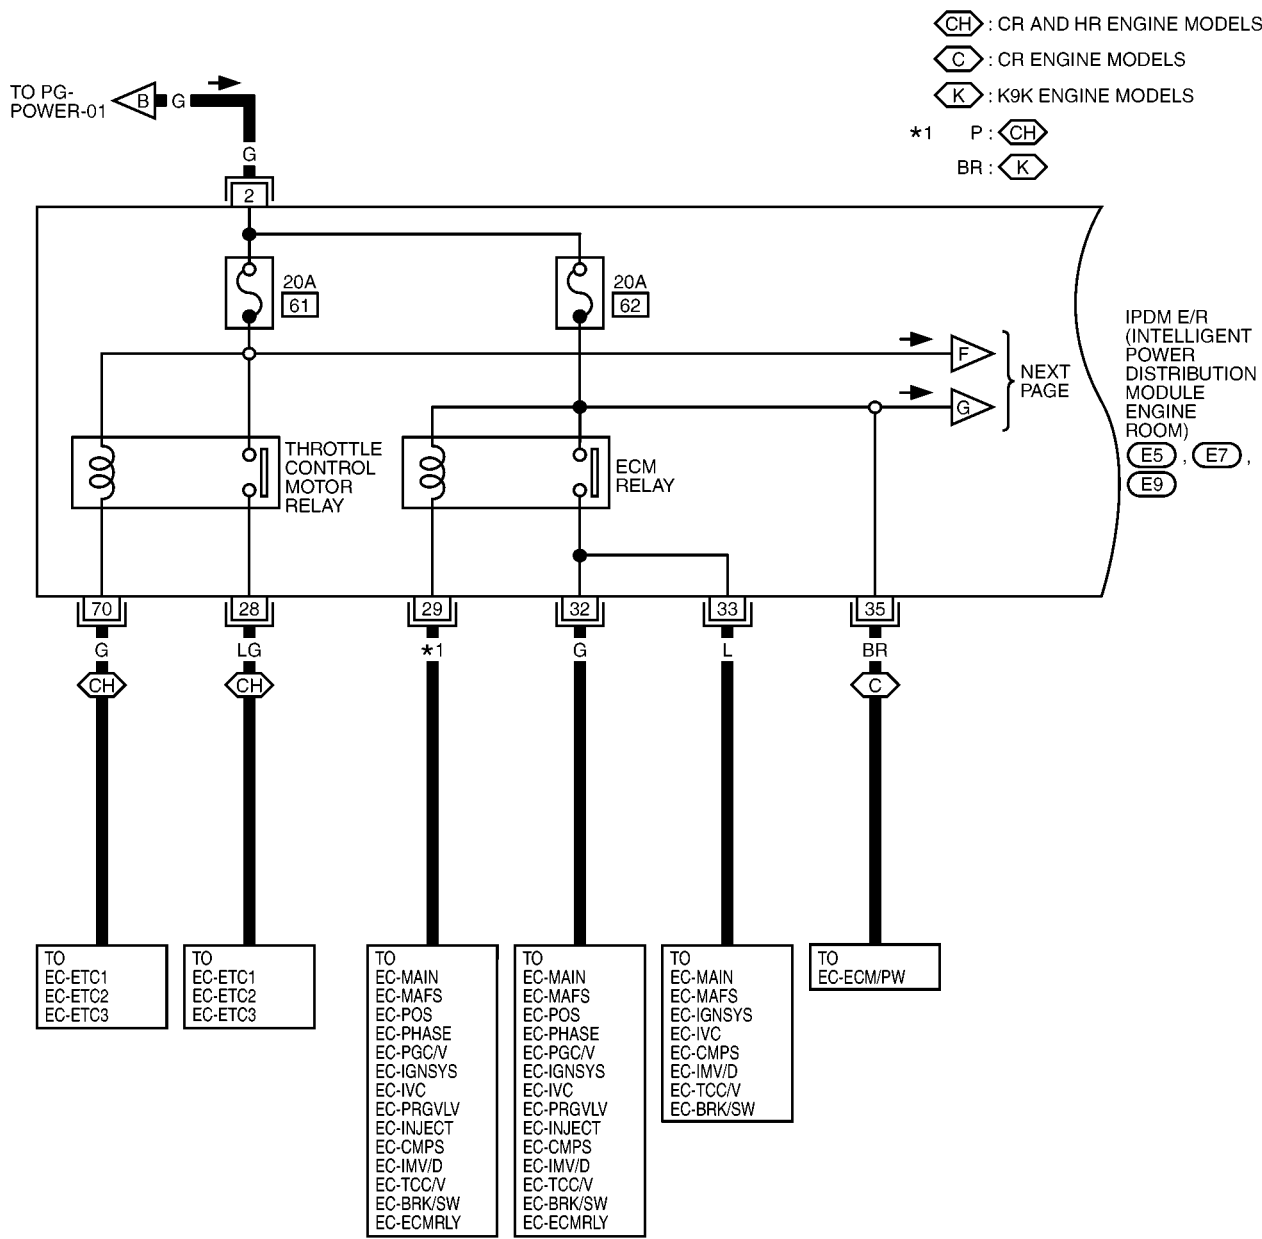 CH : CR AND HR ENGINE MODELS
C : CR ENGINE MODELS
K : K9K ENGINE MODELS
*1 P : CH
BR : K
TO PG-
POWER-01
B G
G
2
20A
61
20A
62
F
G
NEXT
PAGE
IPDM E/R
(INTELLIGENT
POWER
DISTRIBUTION
MODULE
ENGINE
ROOM)
E5 , E7 ,
E9
THROTTLE
CONTROL
MOTOR
RELAY
ECM
RELAY
70 28 29 32 33 35
G LG *1 G L BR
CH CH C
TO
EC-ETC1
EC-ETC2
EC-ETC3
TO
EC-ETC1
EC-ETC2
EC-ETC3
TO
EC-MAIN
EC-MAFS
EC-POS
EC-PHASE
EC-PGC/V
EC-IGNSYS
EC-IVC
EC-PRGVLV
EC-INJECT
EC-CMPS
EC-IMV/D
EC-TCC/V
EC-BRK/SW
EC-ECMRLY
TO
EC-MAIN
EC-MAFS
EC-POS
EC-PHASE
EC-PGC/V
EC-IGNSYS
EC-IVC
EC-PRGVLV
EC-INJECT
EC-CMPS
EC-IMV/D
EC-TCC/V
EC-BRK/SW
EC-ECMRLY
TO
EC-MAIN
EC-MAFS
EC-IGNSYS
EC-IVC
EC-CMPS
EC-IMV/D
EC-TCC/V
EC-BRK/SW
TO
EC-ECM/PW